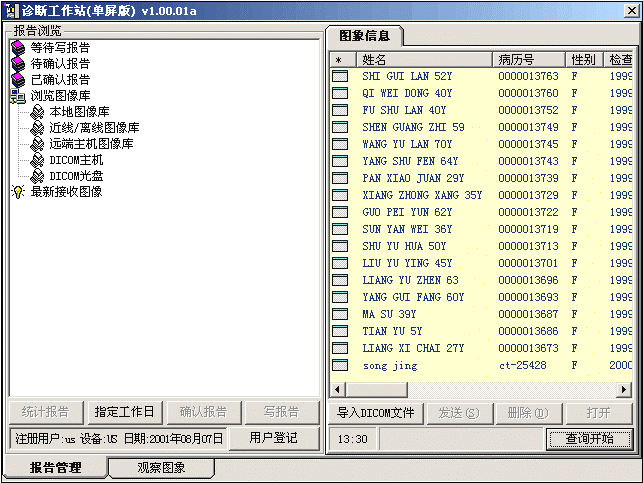 诊断工作站(单屏版) v1.00.01a
报告浏览
等待写报告
待确认报告
已确认报告
浏览图像库
本地图像库
近线/离线图像库
远端主机图像库
DICOM主机
DICOM光盘
最新接收图像
统计报告 指定工作日 确认报告 写报告
注册用户:us 设备:US 日期:2001年08月07日 用户登记
报告管理 观察图象
图象信息
* 姓名 病历号 性别 检查
SHI GUI LAN 52Y 0000013763 F 1999
QI WEI DONG 40Y 0000013760 F 1999
FU SHU LAN 40Y 0000013752 F 1999
SHEN GUANG ZHI 59 0000013749 F 1999
WANG YU LAN 70Y 0000013745 F 1999
YANG SHU FEN 64Y 0000013743 F 1999
PAN XIAO JUAN 29Y 0000013739 F 1999
XIANG ZHONG XANG 35Y 0000013729 F 1999
GUO PEI YUN 62Y 0000013722 F 1999
SUN YAN WEI 36Y 0000013719 F 1999
SHU YU HUA 50Y 0000013713 F 1999
LIU YU YING 45Y 0000013701 F 1999
LIANG YU ZHEN 63 0000013696 F 1999
YANG GUI FANG 60Y 0000013693 F 1999
MA SU 39Y 0000013687 F 1999
TIAN YU 5Y 0000013686 F 1999
LIANG XI CHAI 27Y 0000013673 F 1999
song jing ct-25428 F 2000
导入DICOM文件 发送(S) 删除(D) 打开
13:30 查询开始